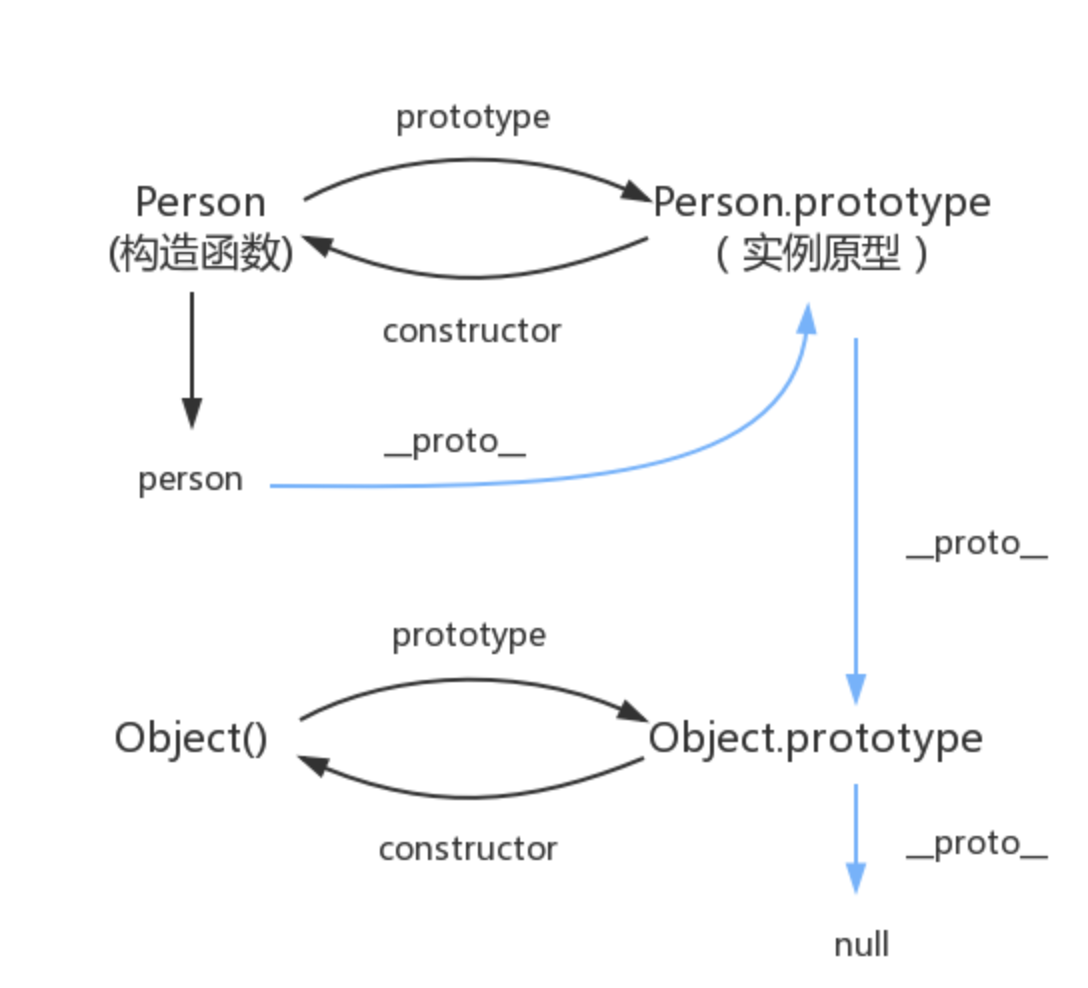 prototype
Person
(构造函数)
Person.prototype
( 实例原型 )
constructor
__proto__
person
__proto__
prototype
Object()
Object.prototype
constructor
__proto__
null